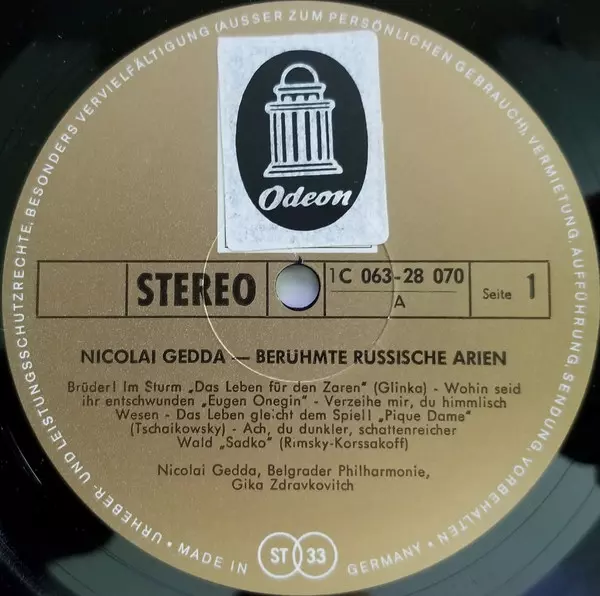 URHEBER- UND LEISTUNGSSCHUTZRECHTE, BESONDERS VERVIELFÄLTIGUNG (AUSSER ZUM PERSÖNLICHEN GEBRAUCH), VERMIETUNG, AUFFÜHRUNG, SENDUNG, VORBEHALTEN •
Odeon
STEREO
1C 063-28 070
A
Seite 1
NICOLAI GEDDA — BERÜHMTE RUSSISCHE ARIEN
Brüder! Im Sturm „Das Leben für den Zaren" (Glinka) - Wohin seid
ihr entschwunden „Eugen Onegin" - Verzeihe mir, du himmlisch
Wesen - Das Leben gleicht dem Spiel! „Pique Dame"
(Tschaikowsky) - Ach, du dunkler, schattenreicher
Wald „Sadko" (Rimsky-Korssakoff)
Nicolai Gedda, Belgrader Philharmonie,
Gika Zdravkovitch
• MADE IN
ST 33
GERMANY •